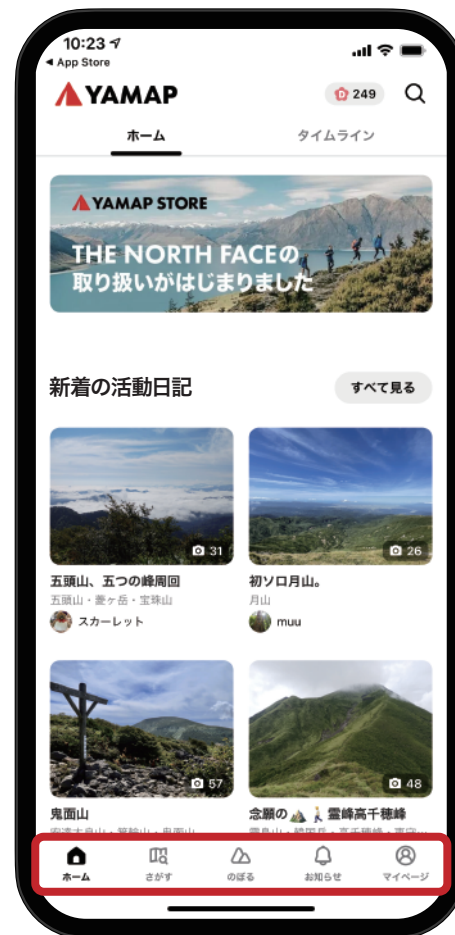 10:23
App Store
YAMAP
249
ホーム
タイムライン
YAMAP STORE
THE NORTH FACEの
取り扱いがはじまりました
新着の活動日記
すべて見る
31
26
五頭山、五つの峰周回
初ソロ月山。
五頭山・菱ヶ岳・宝珠山
月山
スカーレット
muu
57
48
鬼面山
念願の⛰️🚶霊峰高千穂峰
ホーム
さがす
のぼる
お知らせ
マイページ